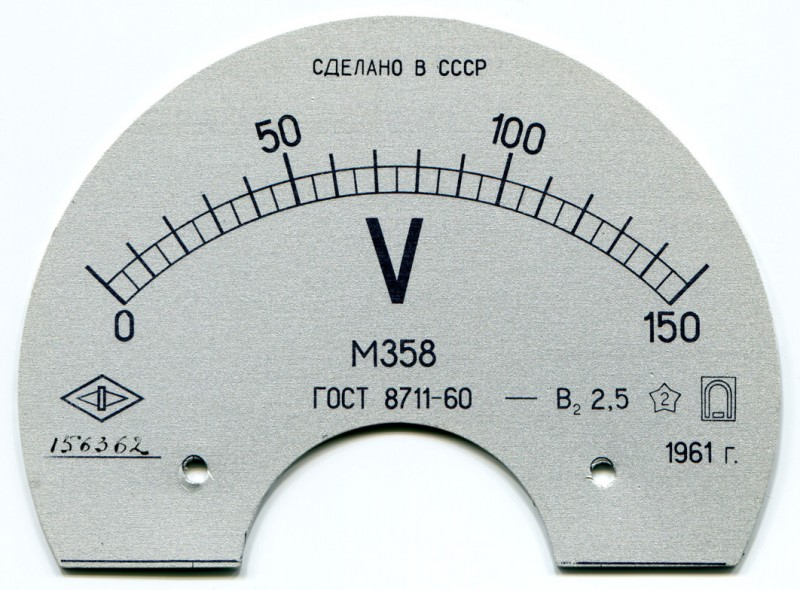 СДЕЛАНО В СССР
50 100
V
0 150
М358
ГОСТ 8711-60 — В₂ 2,5 2
156362
1961 г.